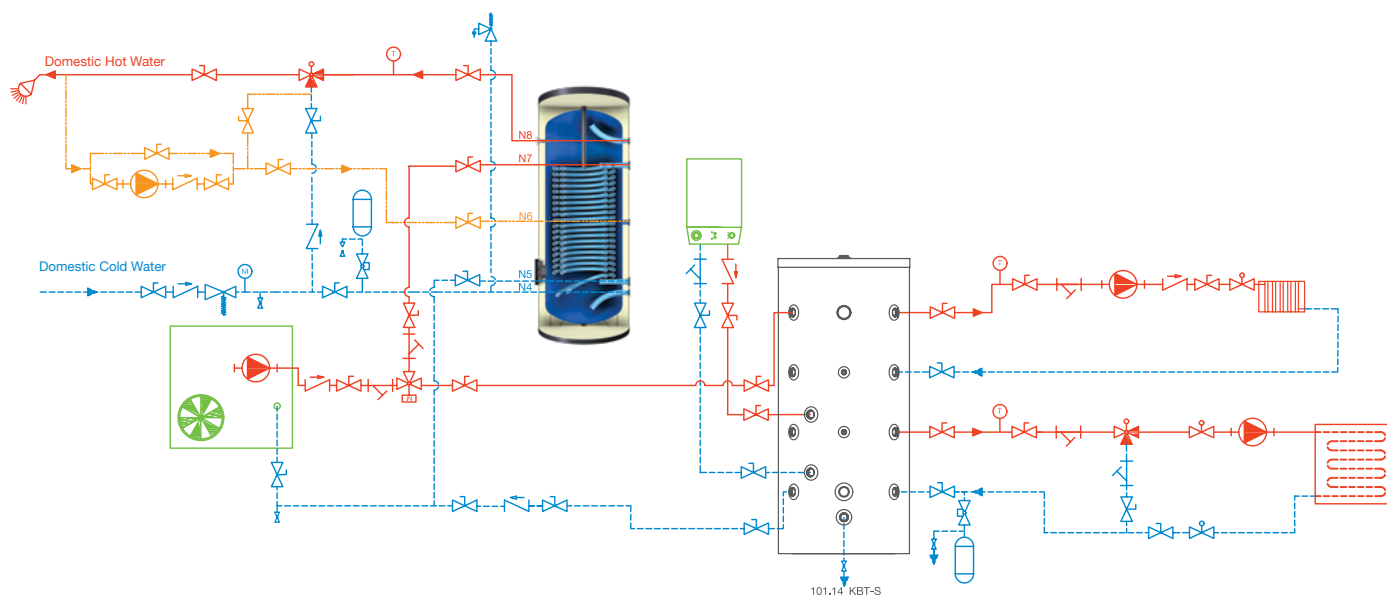 Domestic Hot Water
T
N8
N7
N6
Domestic Cold Water
M
N5
N4
T
T
101.14 KBT-S